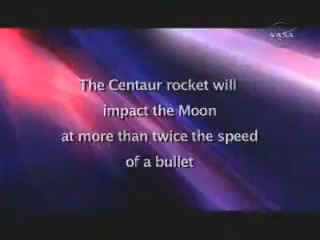 NASA
The Centaur rocket will
impact the Moon
at more than twice the speed
of a bullet